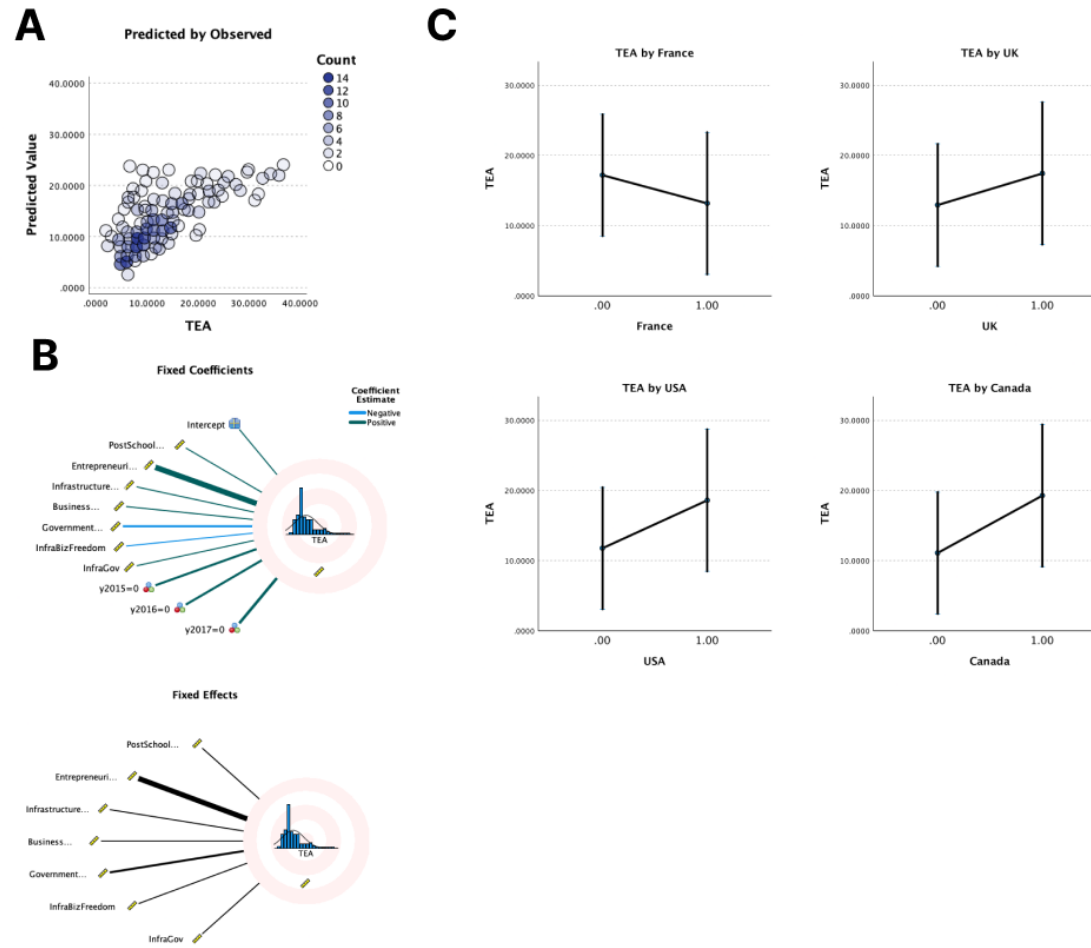 A
Predicted by Observed
Count
14
12
10
8
6
4
2
0
40.0000
30.0000
20.0000
10.0000
.0000
Predicted Value
.0000 10.0000 20.0000 30.0000 40.0000
TEA
B
Fixed Coefficients
Coefficient
Estimate
Negative
Positive
Intercept
PostSchool...
Entrepreneuri...
Infrastructure...
Business...
Government...
InfraBizFreedom
InfraGov
y2015=0
y2016=0
y2017=0
TEA
Fixed Effects
PostSchool...
Entrepreneuri...
Infrastructure...
Business...
Government...
InfraBizFreedom
InfraGov
TEA
C
TEA by France
30.0000
20.0000
10.0000
.0000
TEA
.00 1.00
France
TEA by UK
30.0000
20.0000
10.0000
.0000
TEA
.00 1.00
UK
TEA by USA
30.0000
20.0000
10.0000
.0000
TEA
.00 1.00
USA
TEA by Canada
30.0000
20.0000
10.0000
.0000
TEA
.00 1.00
Canada